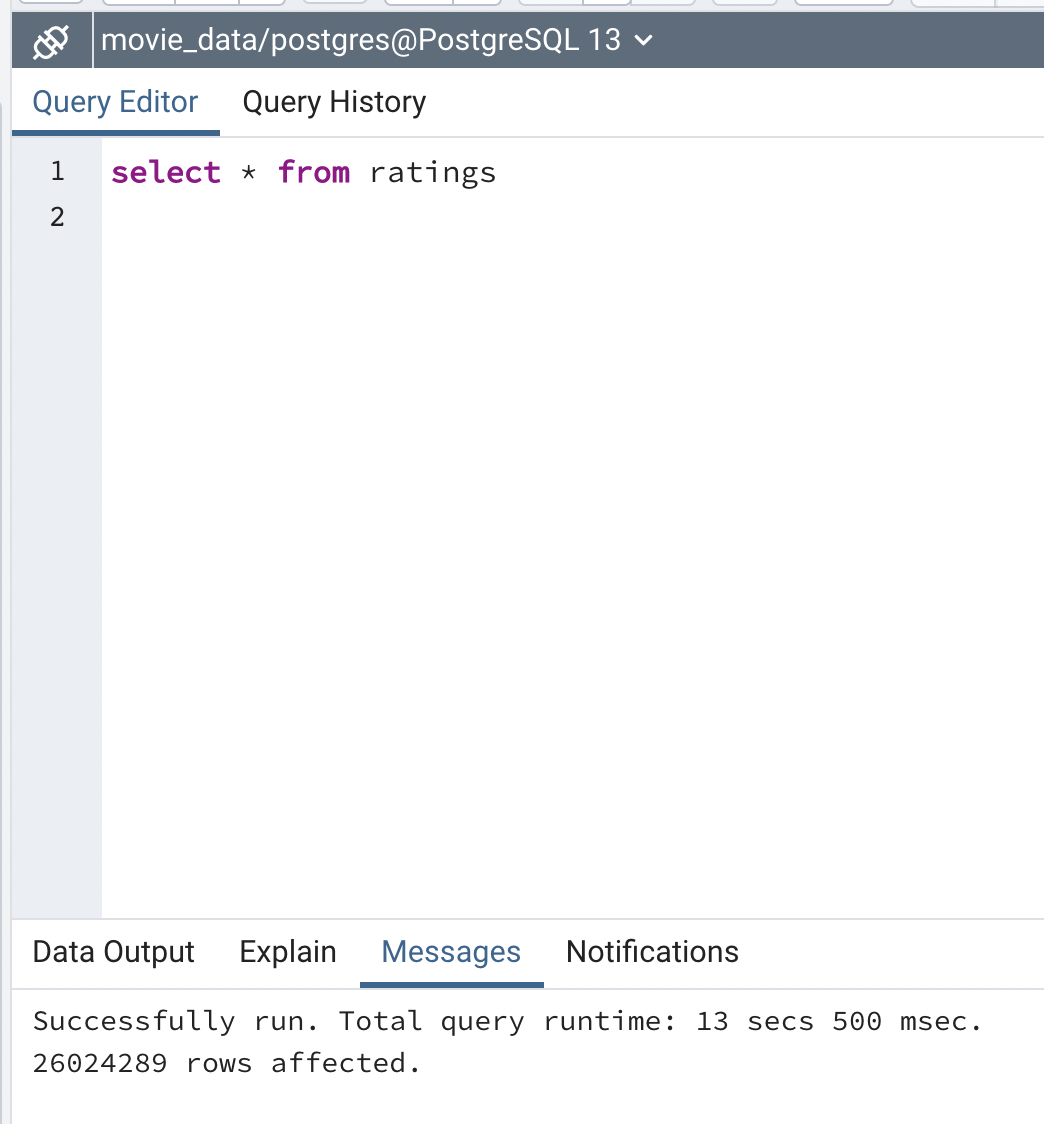 movie_data/postgres@PostgreSQL 13
Query Editor Query History
1 select * from ratings
2
Data Output Explain Messages Notifications
Successfully run. Total query runtime: 13 secs 500 msec.
26024289 rows affected.